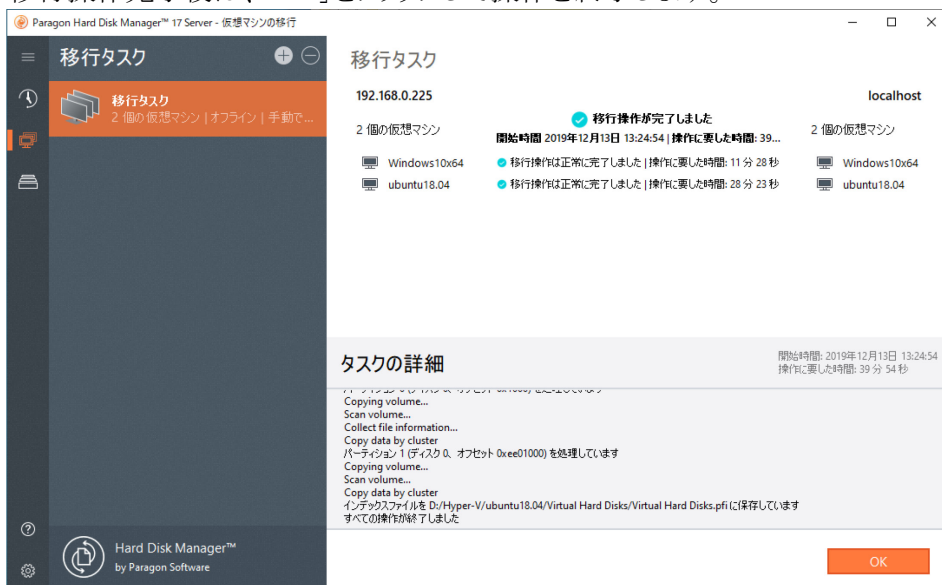 Paragon Hard Disk Manager™ 17 Server - 仮想マシンの移行
移行タスク
移行タスク
2 個の仮想マシン | オフライン | 手動で...
Hard Disk Manager™
by Paragon Software
移行タスク
192.168.0.225
localhost
移行操作が完了しました
2 個の仮想マシン
開始時間 2019年12月13日 13:24:54 | 操作に要した時間: 39...
2 個の仮想マシン
Windows10x64
移行操作は正常に完了しました | 操作に要した時間: 11 分 28 秒
Windows10x64
ubuntu18.04
移行操作は正常に完了しました | 操作に要した時間: 28 分 23 秒
ubuntu18.04
タスクの詳細
開始時間: 2019年12月13日 13:24:54
操作に要した時間: 39 分 54 秒
Copying volume...
Scan volume...
Collect file information...
Copy data by cluster
パーティション 1 (ディスク 0、オフセット 0xee01000) を処理しています
Copying volume...
Scan volume...
Copy data by cluster
インデックスファイルを D:/Hyper-V/ubuntu18.04/Virtual Hard Disks/Virtual Hard Disks.pfi に保存しています
すべての操作が終了しました
OK